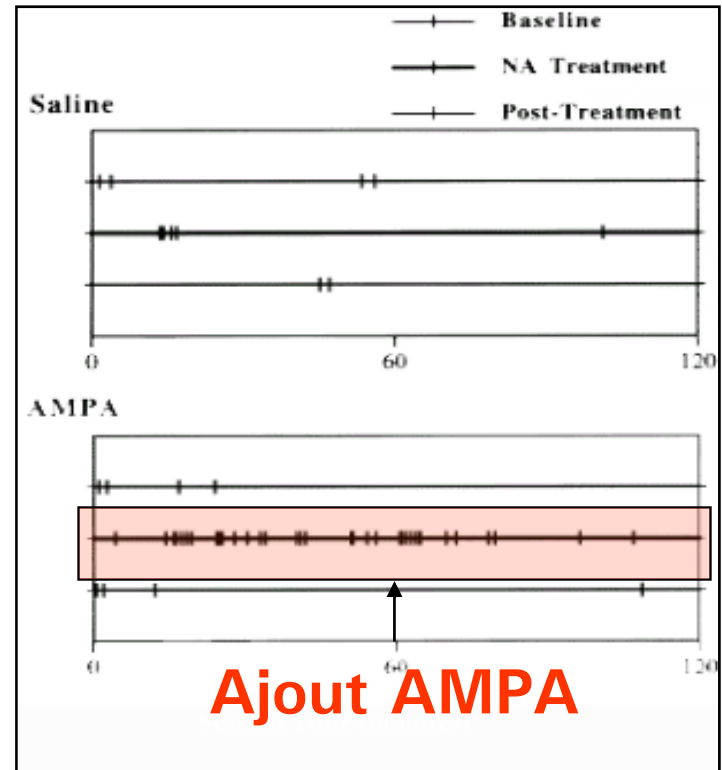 Baseline
NA Treatment
Saline
Post-Treatment
0 60 120
AMPA
0 60 120
Ajout AMPA